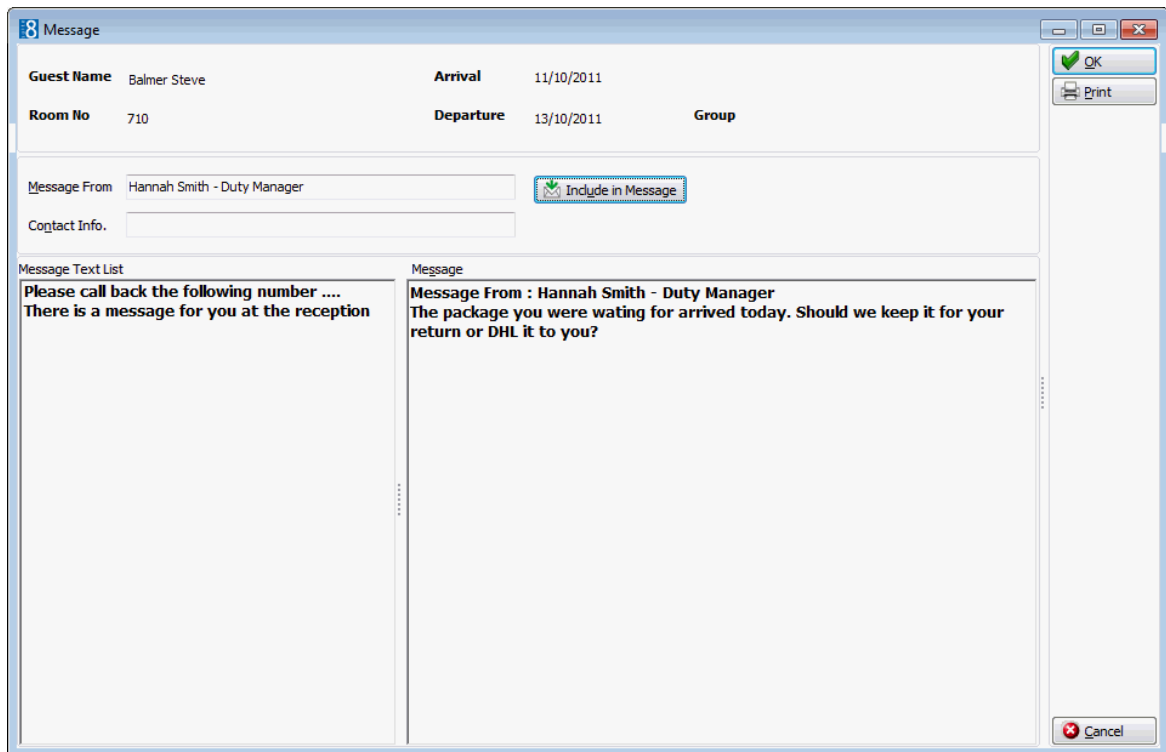 8 Message
Guest Name Balmer Steve Arrival 11/10/2011
Room No 710 Departure 13/10/2011 Group
OK
Print
Message From Hannah Smith - Duty Manager Include in Message
Contact Info.
Message Text List
Please call back the following number ....
There is a message for you at the reception
Message
Message From : Hannah Smith - Duty Manager
The package you were wating for arrived today. Should we keep it for your
return or DHL it to you?
Cancel